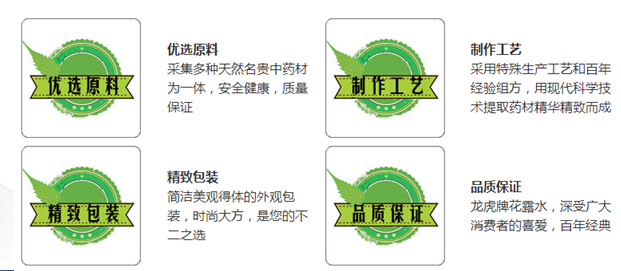 优选原料
优选原料
采集多种天然名贵中药材
为一体，安全健康，质量
保证
制作工艺
制作工艺
采用特殊生产工艺和百年
经验组方，用现代科学技
术提取药材精华精致而成
精致包装
精致包装
简洁美观得体的外观包
装，时尚大方，是您的不
二之选
品质保证
品质保证
龙虎牌花露水，深受广大
消费者的喜爱，百年经典